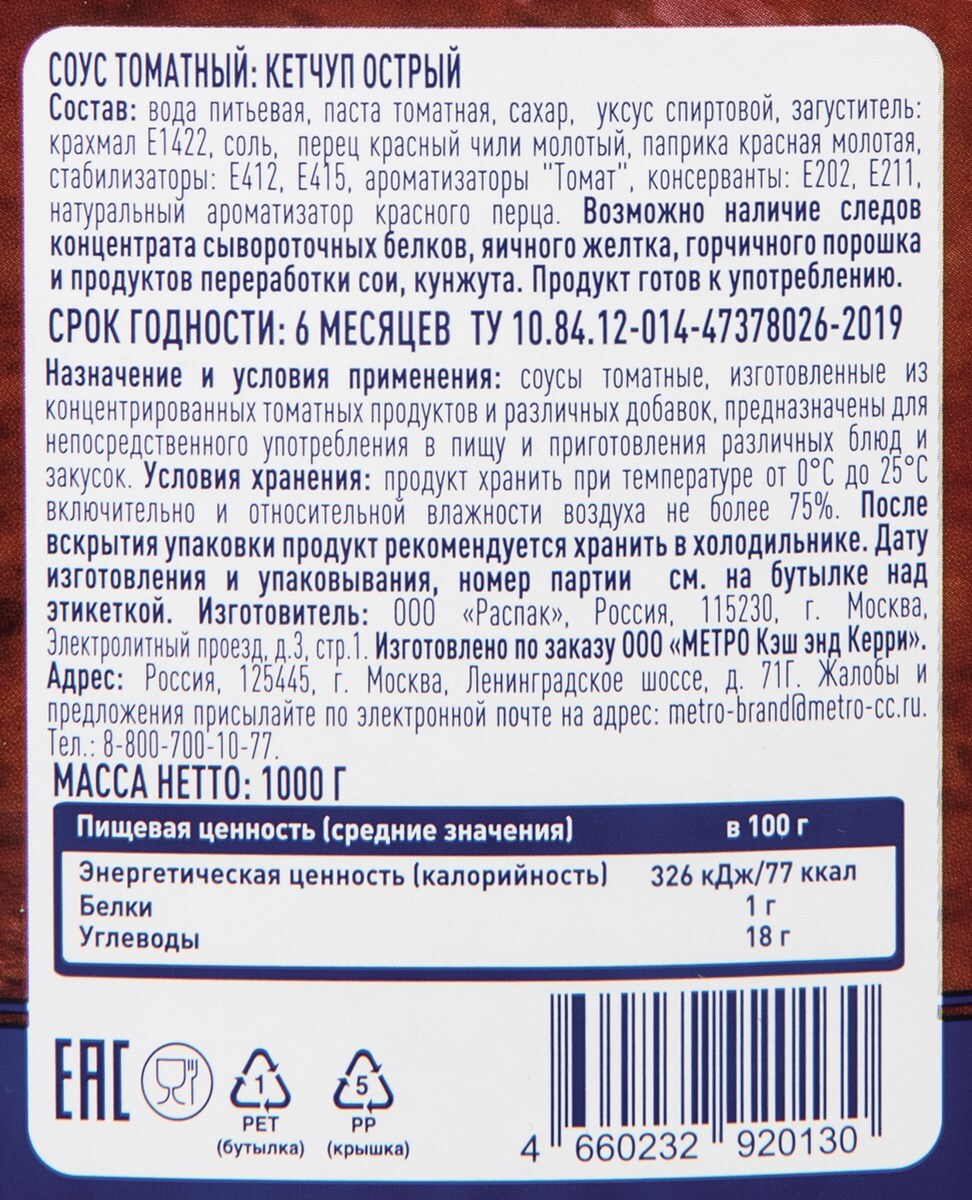 СОУС ТОМАТНЫЙ: КЕТЧУП ОСТРЫЙ
Состав: вода питьевая, паста томатная, сахар, уксус спиртовой, загуститель:
крахмал Е1422, соль, перец красный чили молотый, паприка красная молотая,
стабилизаторы: Е412, Е415, ароматизаторы "Томат", консерванты: Е202, Е211,
натуральный ароматизатор красного перца. Возможно наличие следов
концентрата сывороточных белков, яичного желтка, горчичного порошка
и продуктов переработки сои, кунжута. Продукт готов к употреблению.
СРОК ГОДНОСТИ: 6 МЕСЯЦЕВ ТУ 10.84.12-014-47378026-2019
Назначение и условия применения: соусы томатные, изготовленные из
концентрированных томатных продуктов и различных добавок, предназначены для
непосредственного употребления в пищу и приготовления различных блюд и
закусок. Условия хранения: продукт хранить при температуре от 0°С до 25°С
включительно и относительной влажности воздуха не более 75%. После
вскрытия упаковки продукт рекомендуется хранить в холодильнике. Дату
изготовления и упаковывания, номер партии см. на бутылке над
этикеткой. Изготовитель: ООО «Распак», Россия, 115230, г. Москва,
Электролитный проезд, д.3, стр.1. Изготовлено по заказу ООО «МЕТРО Кэш энд Керри».
Адрес: Россия, 125445, г. Москва, Ленинградское шоссе, д. 71Г. Жалобы и
предложения присылайте по электронной почте на адрес: metro-brand@metro-cc.ru.
Тел.: 8-800-700-10-77.
МАССА НЕТТО: 1000 Г
Пищевая ценность (средние значения) в 100 г
Энергетическая ценность (калорийность) 326 кДж/77 ккал
Белки 1 г
Углеводы 18 г
EAC
1 5
PET PP
(бутылка) (крышка)
4 660232 920130